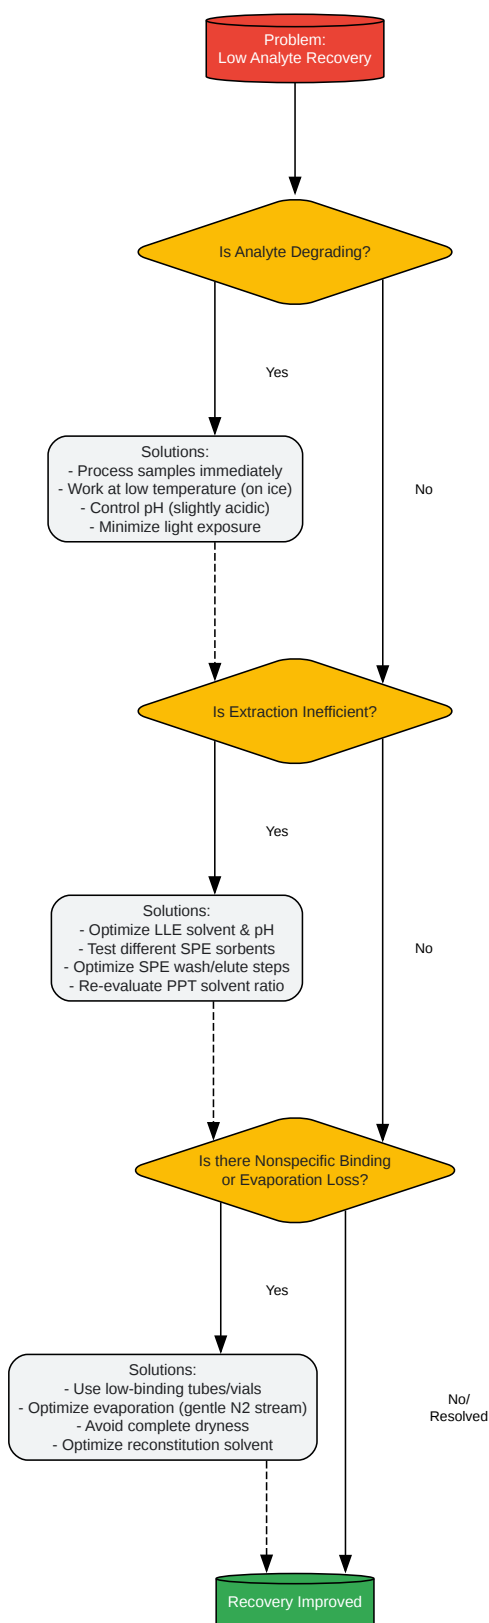 Problem:
Low Analyte Recovery
Is Analyte Degrading?
Yes
Solutions:
- Process samples immediately
- Work at low temperature (on ice)
- Control pH (slightly acidic)
- Minimize light exposure
No
Is Extraction Inefficient?
Yes
Solutions:
- Optimize LLE solvent & pH
- Test different SPE sorbents
- Optimize SPE wash/elute steps
- Re-evaluate PPT solvent ratio
No
Is there Nonspecific Binding
or Evaporation Loss?
Yes
Solutions:
- Use low-binding tubes/vials
- Optimize evaporation (gentle N2 stream)
- Avoid complete dryness
- Optimize reconstitution solvent
No/
Resolved
Recovery Improved